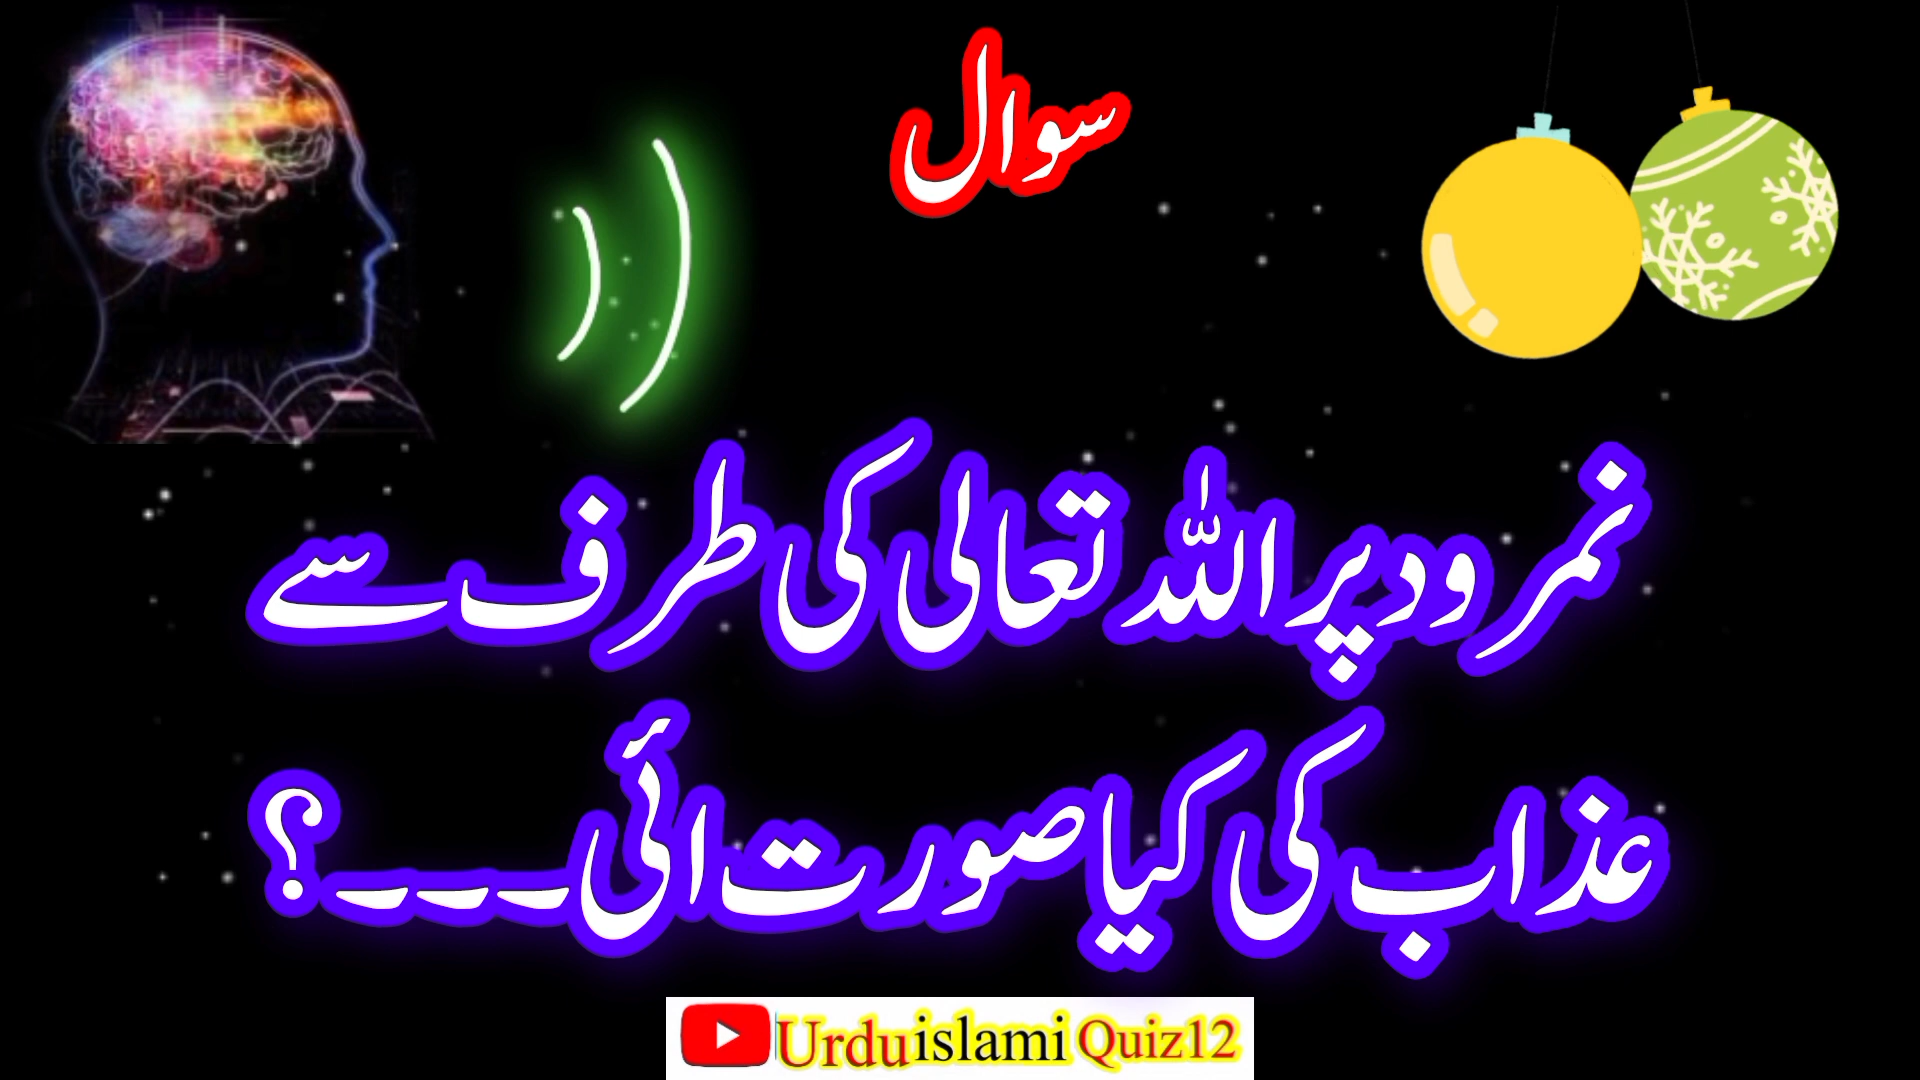 سوال
نمرود پر اللہ تعالی کی طرف سے
عذاب کی کیا صورت ائی۔۔۔؟
Urduislami Quiz12